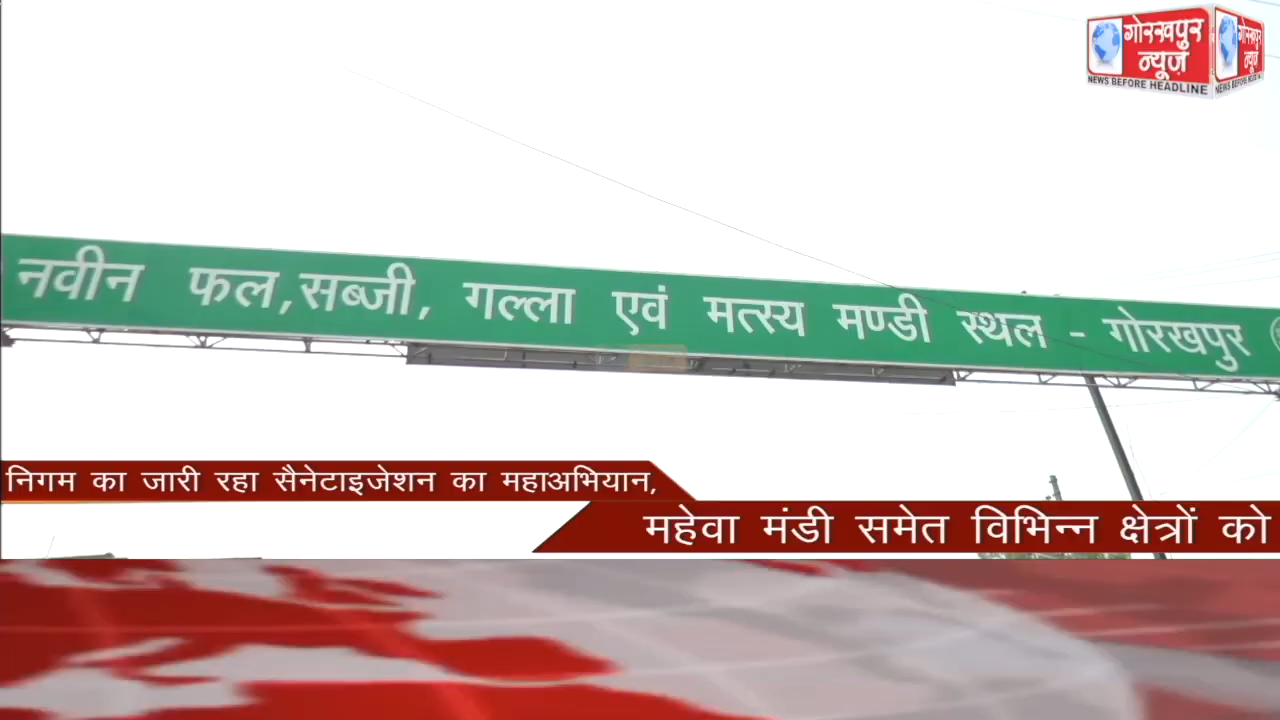 गोरखपुर
न्यूज़
NEWS BEFORE HEADLINE
गोरखपुर
न्यूज़
नवीन फल,सब्जी, गल्ला एवं मत्स्य मण्डी स्थल - गोरखपुर
निगम का जारी रहा सैनेटाइजेशन का महाअभियान,
महेवा मंडी समेत विभिन्न क्षेत्रों को